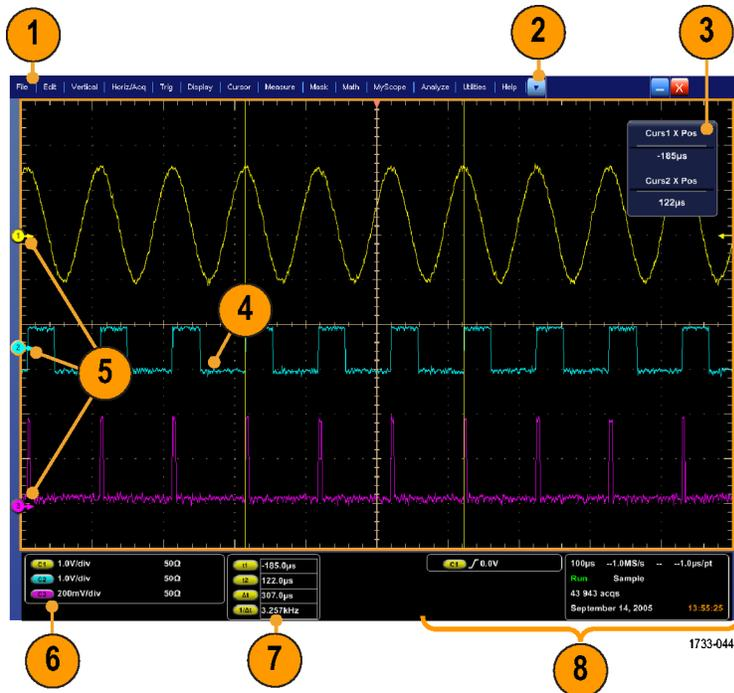 1
2
3
File Edit Vertical Horiz/Acq Trig Display Cursor Measure Mask Math MyScope Analyze Utilities Help
X
Curs1 X Pos
-185µs
Curs2 X Pos
122µs
1
4
2
5
3
C1 1.0V/div 50Ω
C2 1.0V/div 50Ω
C3 200mV/div 50Ω
t1 -185.0µs
t2 122.0µs
Δt 307.0µs
1/Δt 3.257kHz
C1 0.0V
100µs --1.0MS/s -- --1.0µs/pt
Run Sample
43 943 acqs
September 14, 2005 13:55:25
6
7
8
1733-044